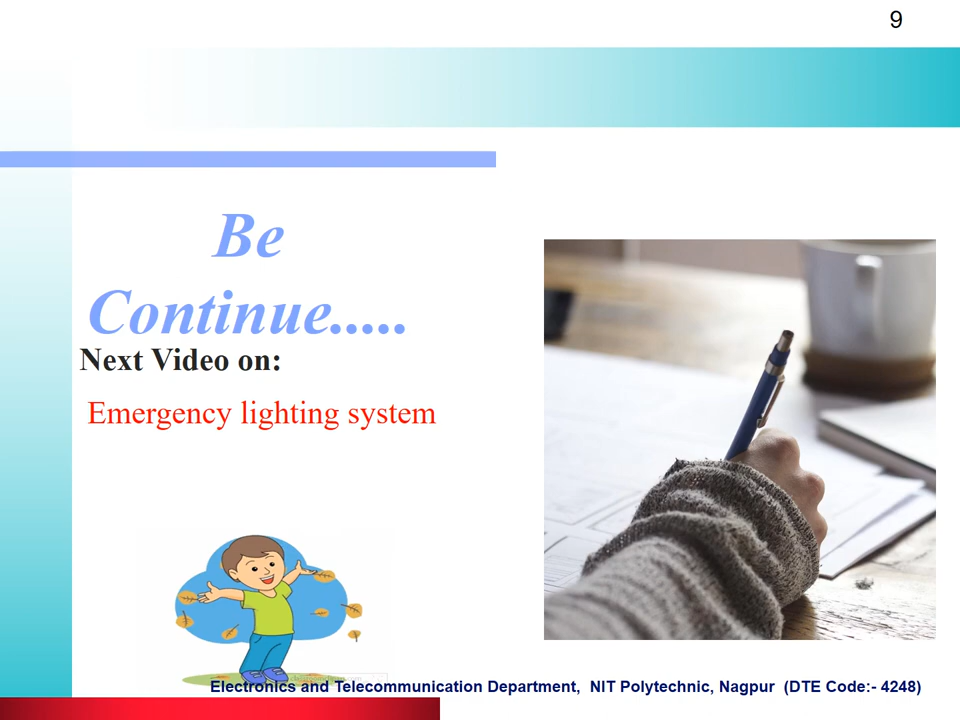 9
Be
Continue.....
Next Video on:
Emergency lighting system
Electronics and Telecommunication Department, NIT Polytechnic, Nagpur (DTE Code:- 4248)